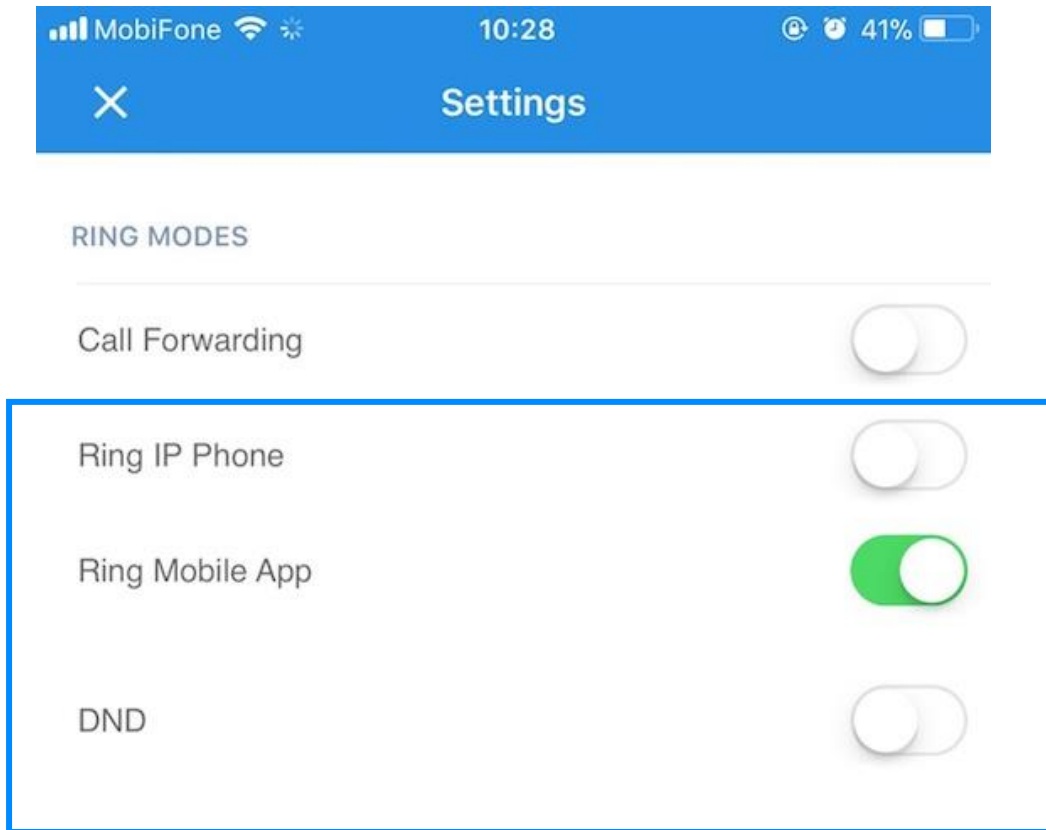 MobiFone 10:28 41%
Settings
RING MODES
Call Forwarding
Ring IP Phone
Ring Mobile App
DND